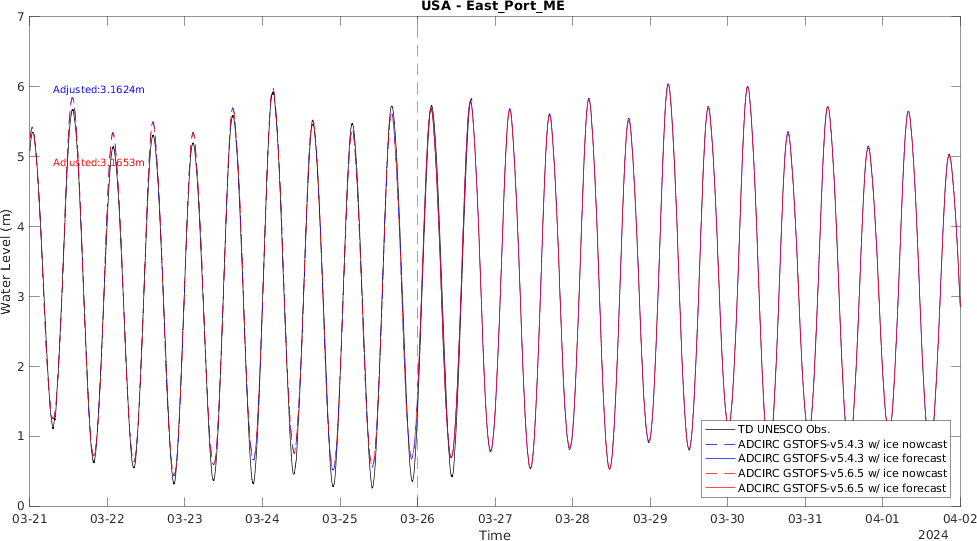 USA - East_Port_ME
7
6
5
4
3
2
1
0
Water Level (m)
Adjusted:3.1624m
Adjusted:3.1653m
TD UNESCO Obs.
ADCIRC GSTOFS-v5.4.3 w/ ice nowcast
ADCIRC GSTOFS-v5.4.3 w/ ice forecast
ADCIRC GSTOFS-v5.6.5 w/ ice nowcast
ADCIRC GSTOFS-v5.6.5 w/ ice forecast
03-21 03-22 03-23 03-24 03-25 03-26 03-27 03-28 03-29 03-30 03-31 04-01 04-02
Time
2024